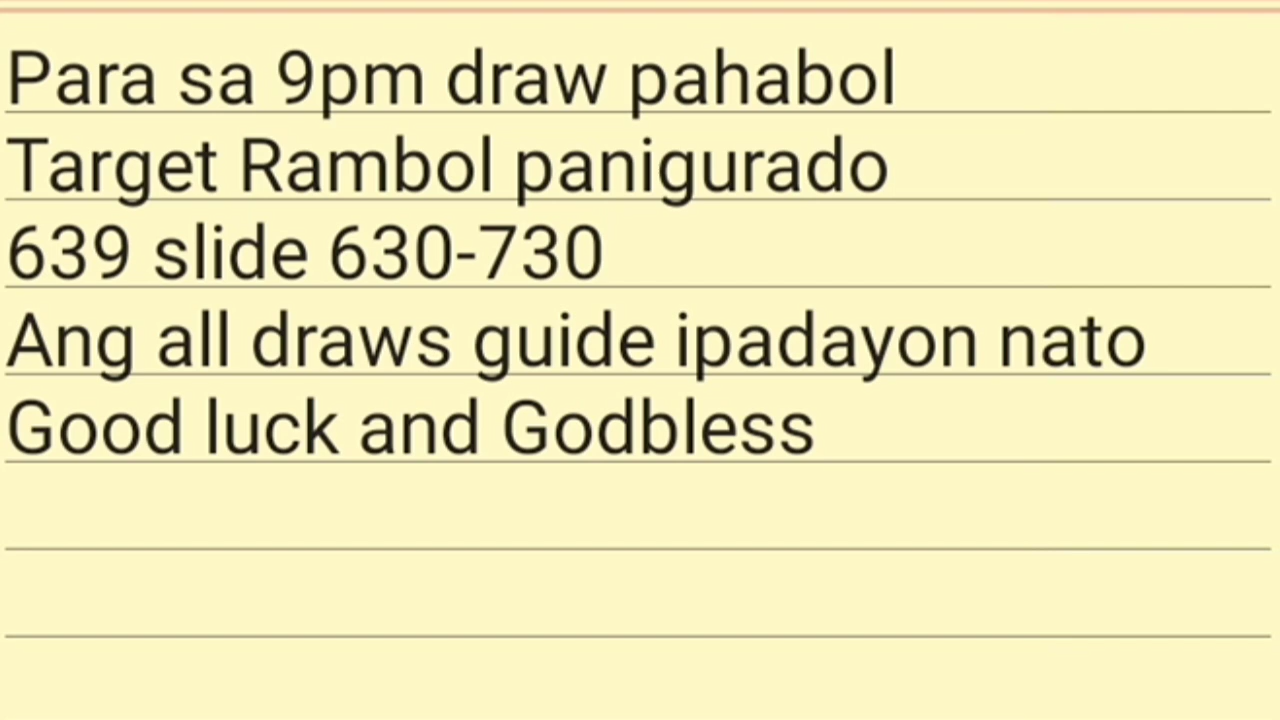 Para sa 9pm draw pahabol
Target Rambol panigurado
639 slide 630-730
Ang all draws guide ipadayon nato
Good luck and Godbless